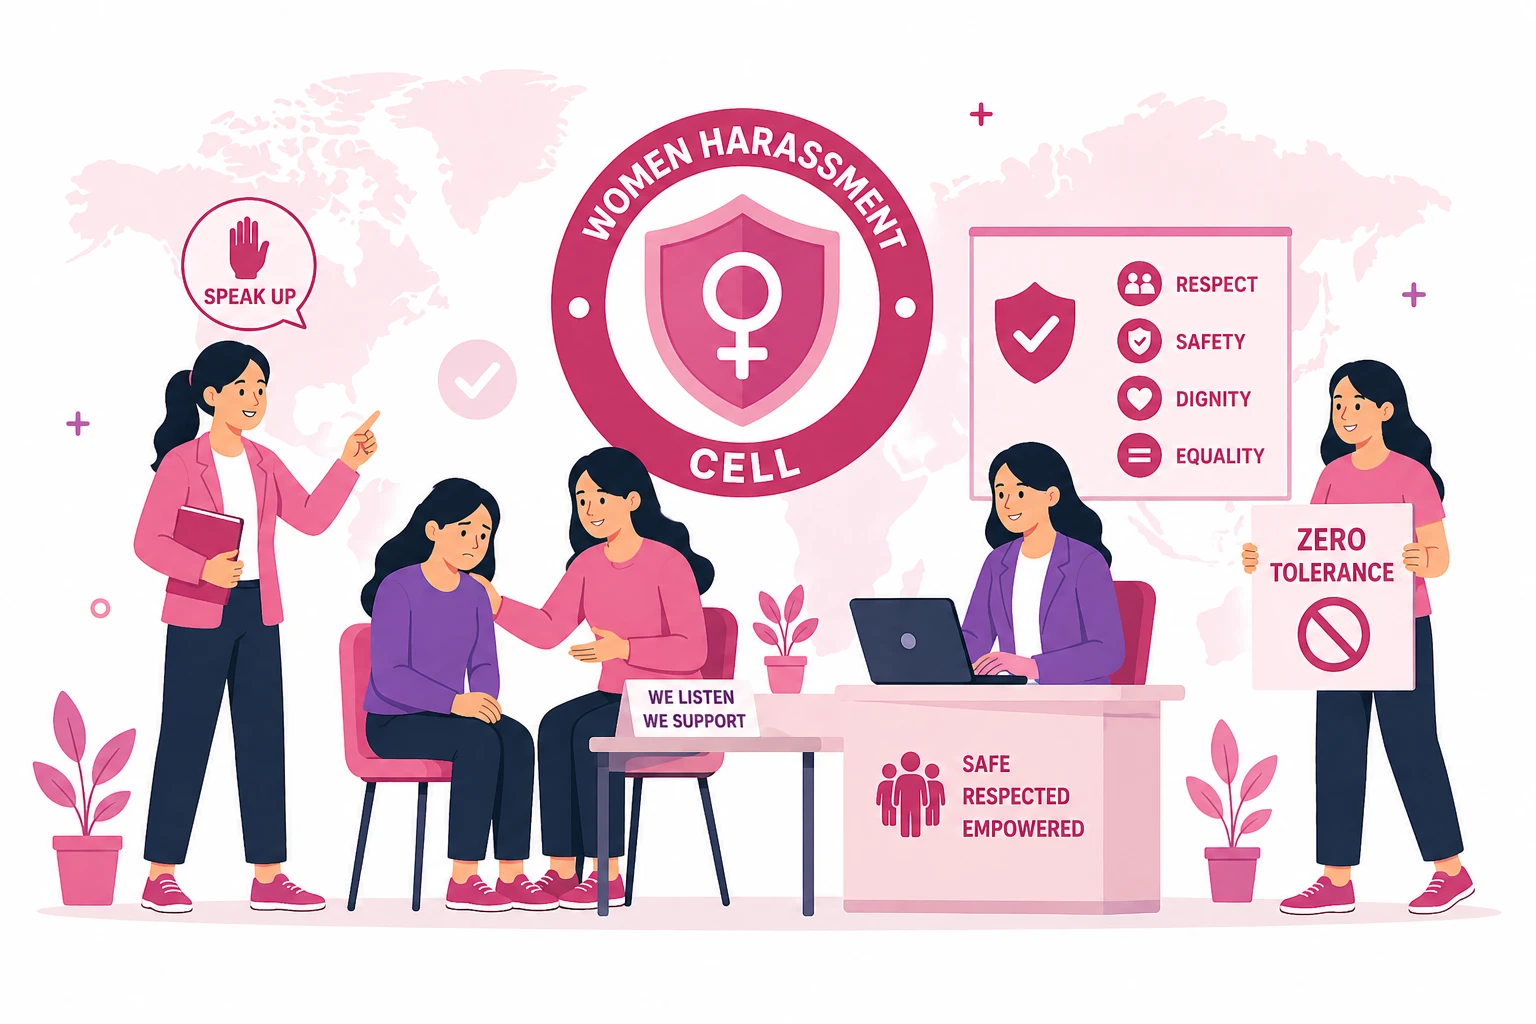 WOMEN HARASSMENT
CELL
SPEAK UP
RESPECT
SAFETY
DIGNITY
EQUALITY
ZERO
TOLERANCE
WE LISTEN
WE SUPPORT
SAFE
RESPECTED
EMPOWERED